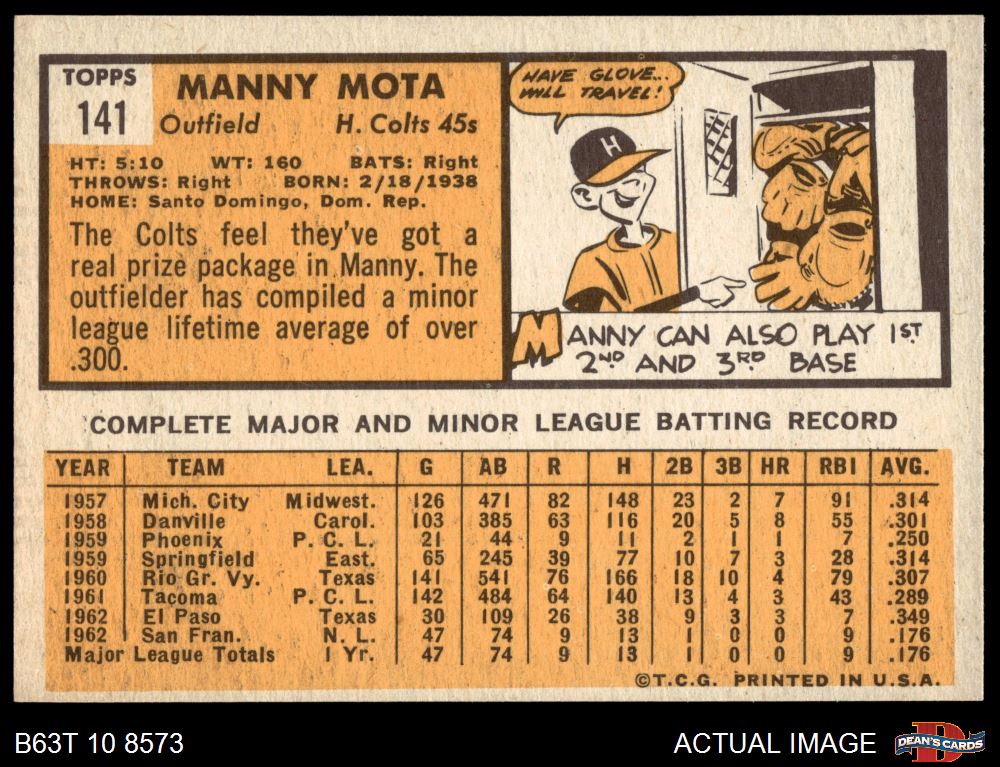 TOPPS
141
MANNY MOTA
Outfield H. Colts 45s
HT: 5:10 WT: 160 BATS: Right
THROWS: Right BORN: 2/18/1938
HOME: Santo Domingo, Dom. Rep.
The Colts feel they've got a
real prize package in Manny. The
outfielder has compiled a minor
league lifetime average of over
.300.
HAVE GLOVE...
WILL TRAVEL!
H
MANNY CAN ALSO PLAY 1ST
2ND AND 3RD BASE
COMPLETE MAJOR AND MINOR LEAGUE BATTING RECORD
YEAR TEAM LEA. G AB R H 2B 3B HR RBI AVG.
1957 Mich. City Midwest. 126 471 82 148 23 2 7 91 .314
1958 Danville Carol. 103 385 63 116 20 5 8 55 .301
1959 Phoenix P. C. L. 21 44 9 11 2 1 1 7 .250
1959 Springfield East. 65 245 39 77 10 7 3 28 .314
1960 Rio Gr. Vy. Texas 141 541 76 166 18 10 4 79 .307
1961 Tacoma P. C. L. 142 484 64 140 13 4 3 43 .289
1962 El Paso Texas 30 109 26 38 9 3 3 7 .349
1962 San Fran. N. L. 47 74 9 13 1 0 0 9 .176
Major League Totals 1 Yr. 47 74 9 13 1 0 0 9 .176
©T.C.G. PRINTED IN U.S.A.
B63T 10 8573
ACTUAL IMAGE
D
DEAN'S CARDS